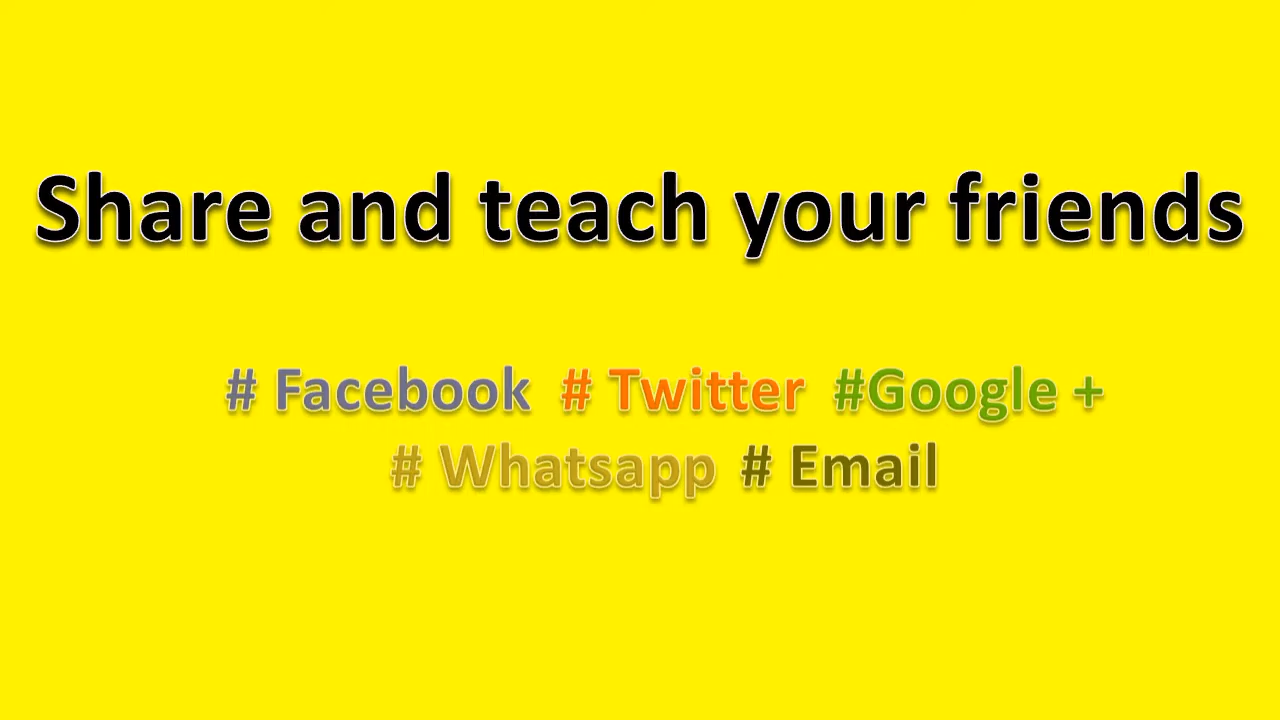 Share and teach your friends
# Facebook # Twitter #Google +
# Whatsapp # Email